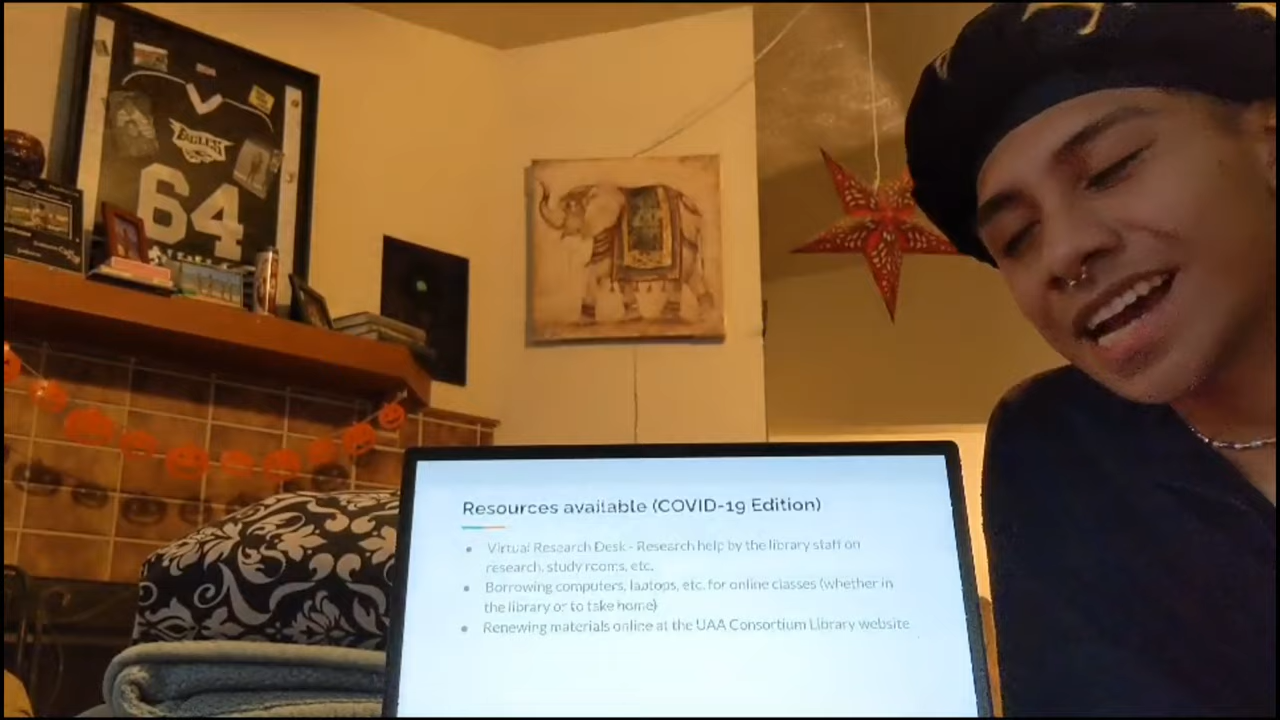 EAGLES
64
Resources available (COVID-19 Edition)
Virtual Research Desk - Research help by the library staff on
research, study rooms, etc.
Borrowing computers, laptops, etc. for online classes (whether in
the library or to take home)
Renewing materials online at the UAA Consortium Library website